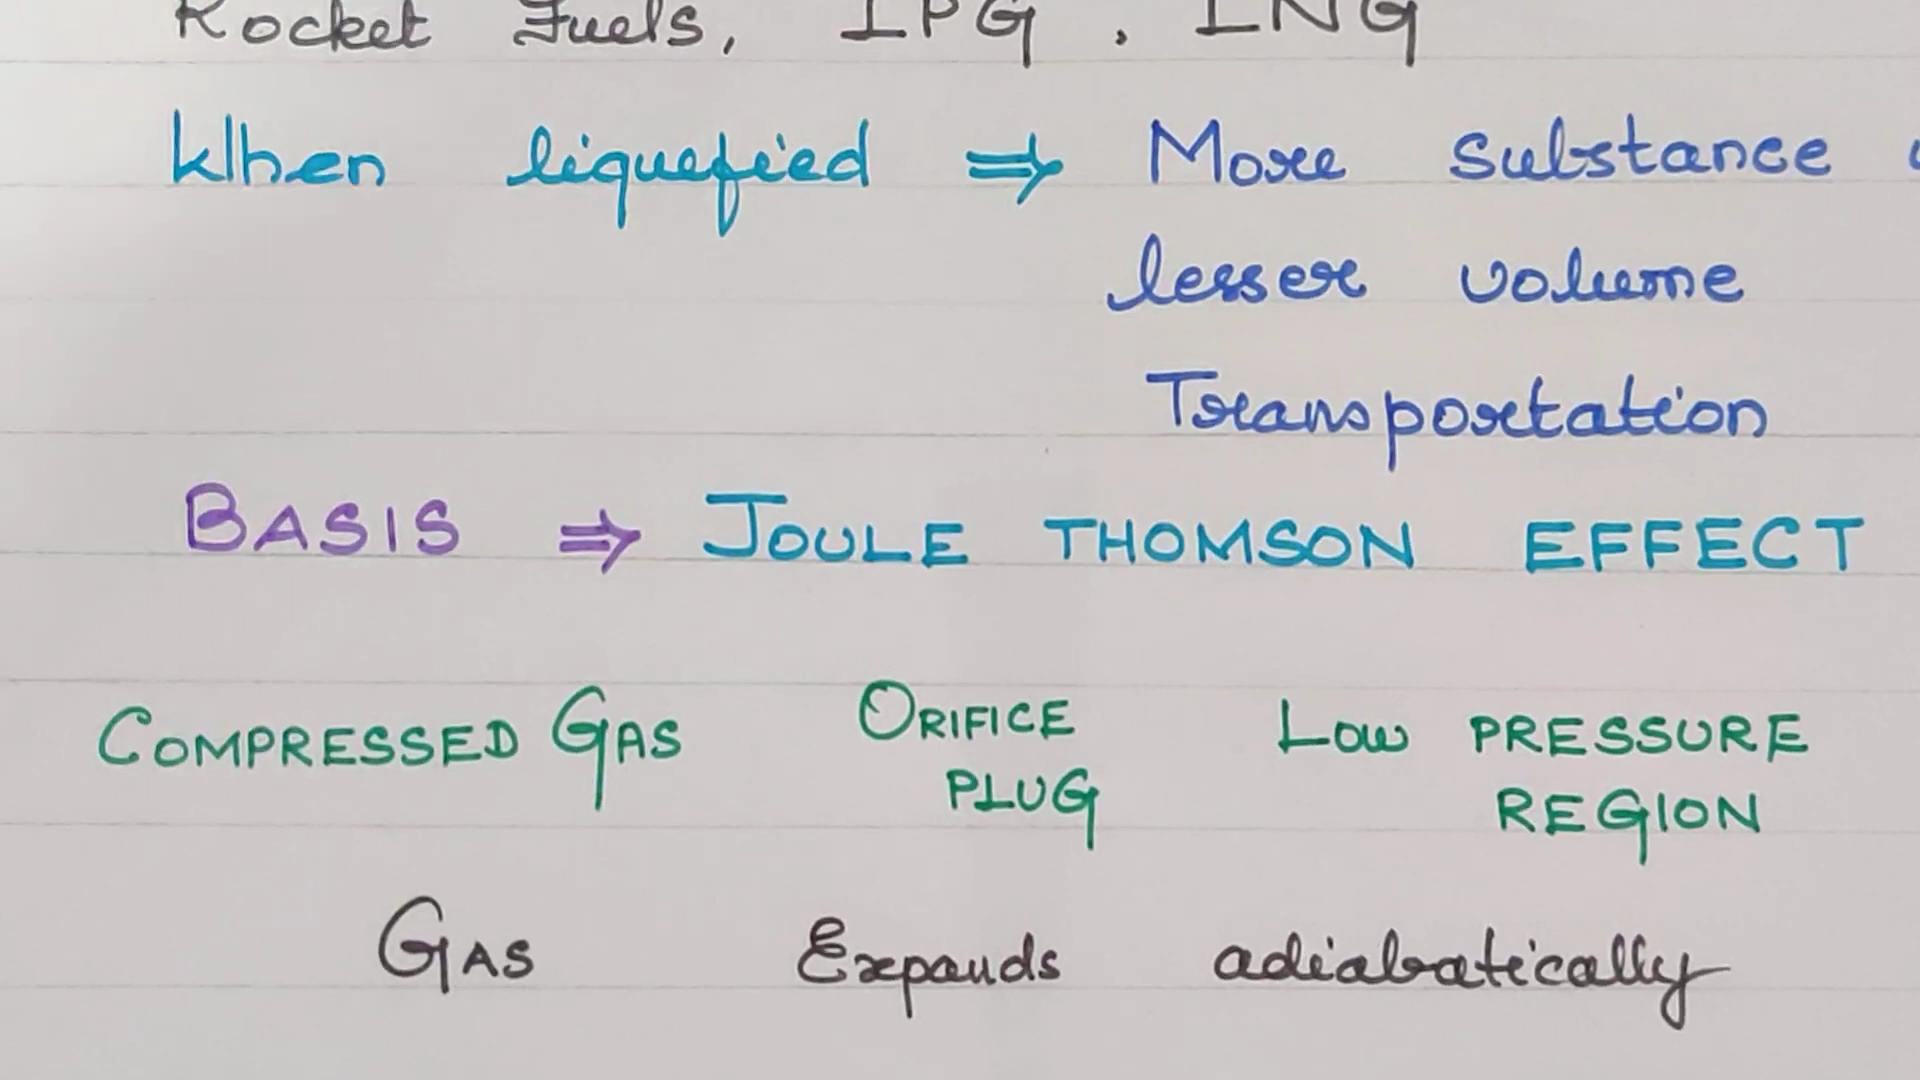 Rocket Fuels, LPG, LNG
When liquefied ⇒ More substance
lesser volume
Transportation
BASIS ⇒ JOULE THOMSON EFFECT
COMPRESSED GAS ORIFICE PLUG LOW PRESSURE REGION
GAS Expands adiabatically